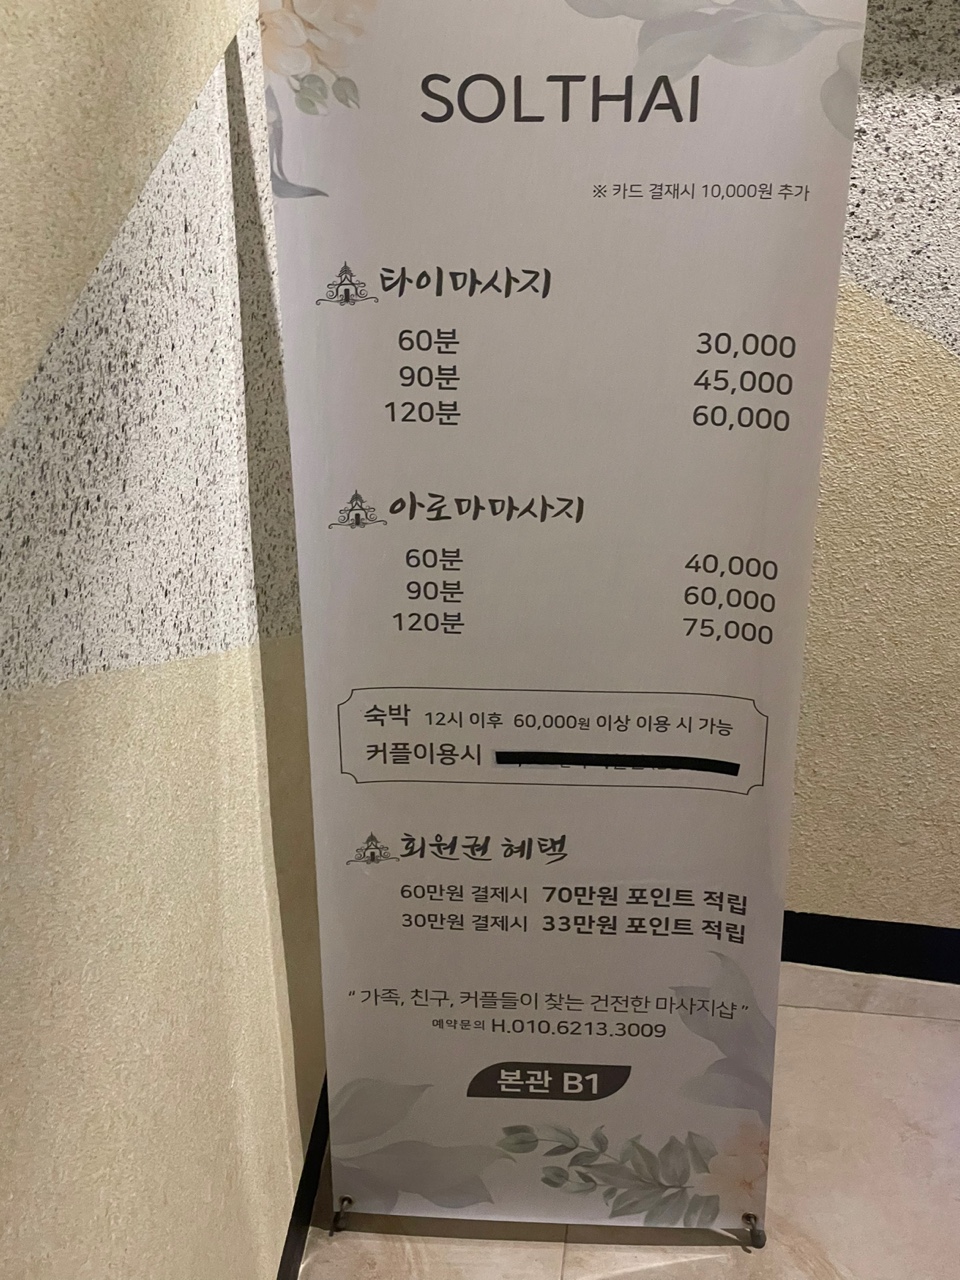 SOLTHAI
※ 카드 결재시 10,000원 추가
타이마사지
60분 30,000
90분 45,000
120분 60,000
아로마마사지
60분 40,000
90분 60,000
120분 75,000
숙박 12시 이후 60,000원 이상 이용 시 가능
커플이용시
회원권 혜택
60만원 결제시 70만원 포인트 적립
30만원 결제시 33만원 포인트 적립
“ 가족, 친구, 커플들이 찾는 건전한 마사지샵 ”
예약문의 H.010.6213.3009
본관 B1